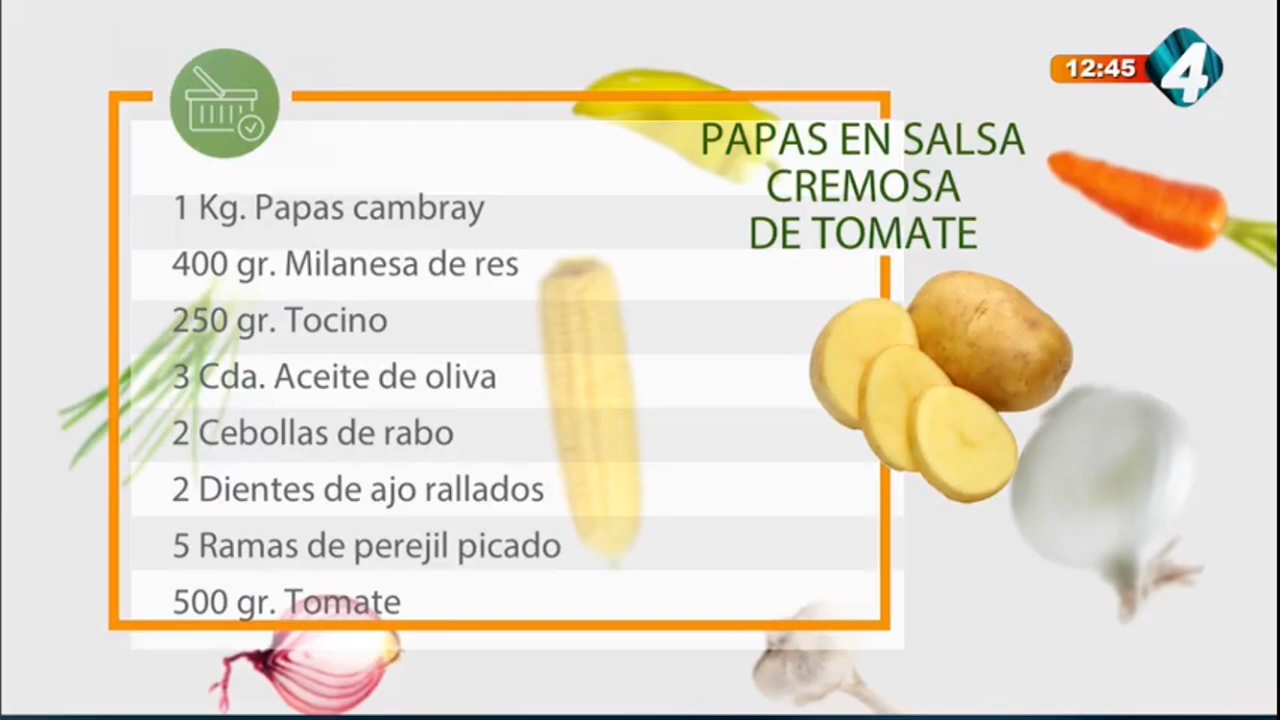 12:45
4
PAPAS EN SALSA
CREMOSA
DE TOMATE
1 Kg. Papas cambray
400 gr. Milanesa de res
250 gr. Tocino
3 Cda. Aceite de oliva
2 Cebollas de rabo
2 Dientes de ajo rallados
5 Ramas de perejil picado
500 gr. Tomate